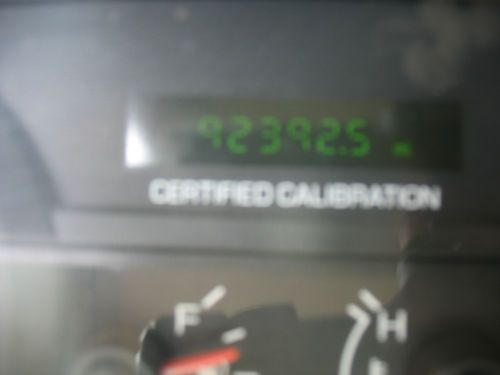 92392.5 m
CERTIFIED CALIBRATION
F H